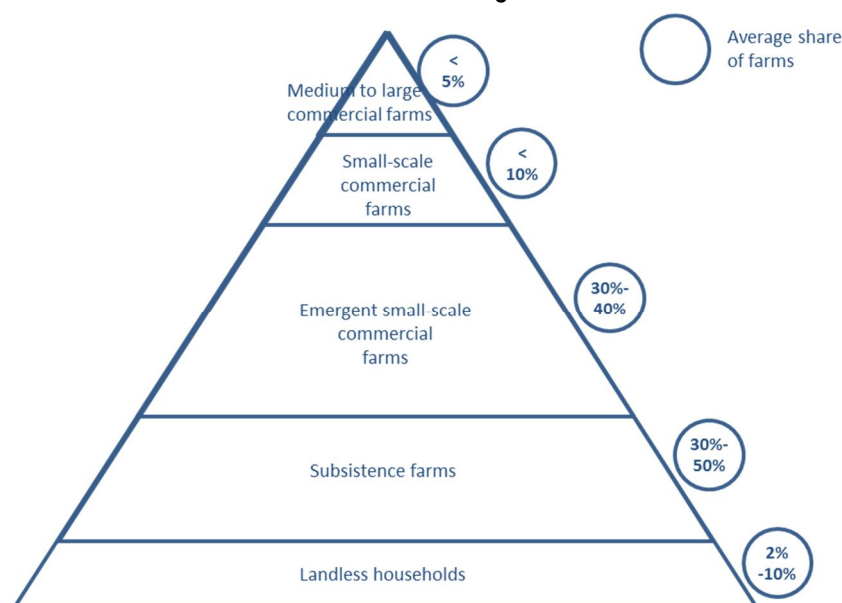 Average share
of farms
<
5%
Medium to large
commercial farms
<
10%
Small-scale
commercial
farms
30%-
40%
Emergent small-scale
commercial
farms
30%-
50%
Subsistence farms
2%
-10%
Landless households